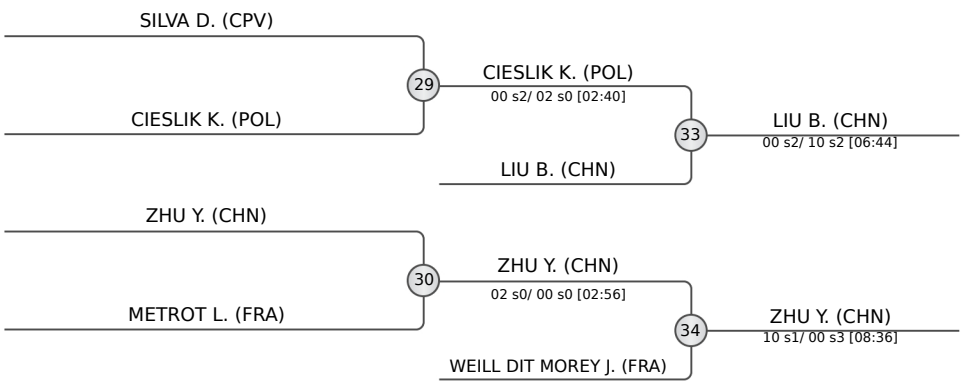 SILVA D. (CPV)
29
CIESLIK K. (POL)
CIESLIK K. (POL)
00 s2/ 02 s0 [02:40]
33
LIU B. (CHN)
LIU B. (CHN)
00 s2/ 10 s2 [06:44]
ZHU Y. (CHN)
30
METROT L. (FRA)
ZHU Y. (CHN)
02 s0/ 00 s0 [02:56]
34
WEILL DIT MOREY J. (FRA)
ZHU Y. (CHN)
10 s1/ 00 s3 [08:36]